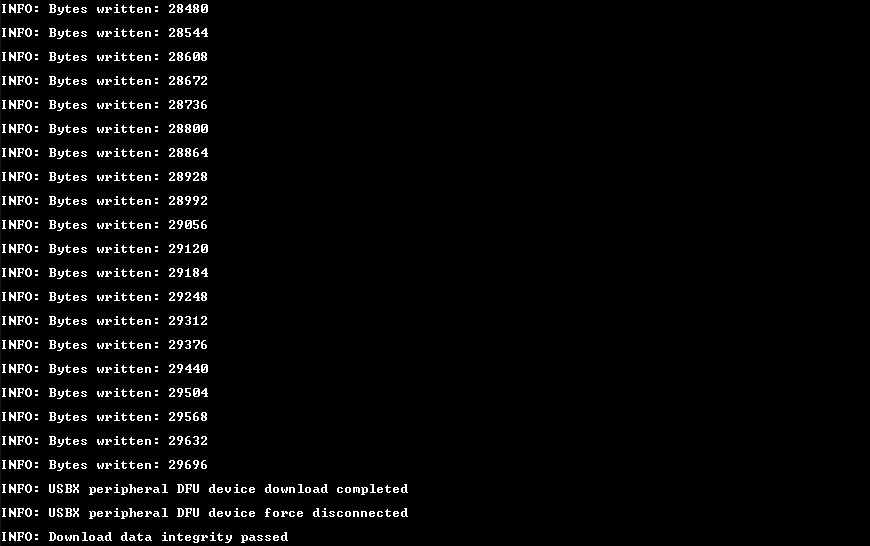 INFO: Bytes written: 28480
INFO: Bytes written: 28544
INFO: Bytes written: 28608
INFO: Bytes written: 28672
INFO: Bytes written: 28736
INFO: Bytes written: 28800
INFO: Bytes written: 28864
INFO: Bytes written: 28928
INFO: Bytes written: 28992
INFO: Bytes written: 29056
INFO: Bytes written: 29120
INFO: Bytes written: 29184
INFO: Bytes written: 29248
INFO: Bytes written: 29312
INFO: Bytes written: 29376
INFO: Bytes written: 29440
INFO: Bytes written: 29504
INFO: Bytes written: 29568
INFO: Bytes written: 29632
INFO: Bytes written: 29696
INFO: USBX peripheral DFU device download completed
INFO: USBX peripheral DFU device force disconnected
INFO: Download data integrity passed